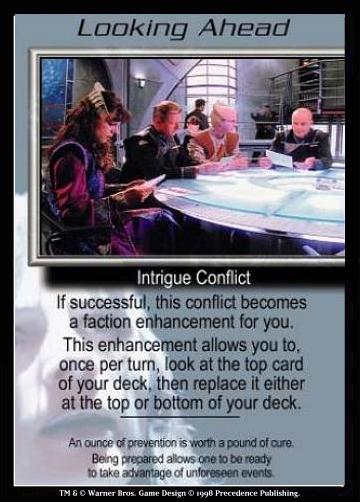 Looking Ahead
Intrigue Conflict
If successful, this conflict becomes
a faction enhancement for you.
This enhancement allows you to,
once per turn, look at the top card
of your deck, then replace it either
at the top or bottom of your deck.
An ounce of prevention is worth a pound of cure.
Being prepared allows one to be ready
to take advantage of unforeseen events.
TM & © Warner Bros. Game Design © 1998 Precedence Publishing.